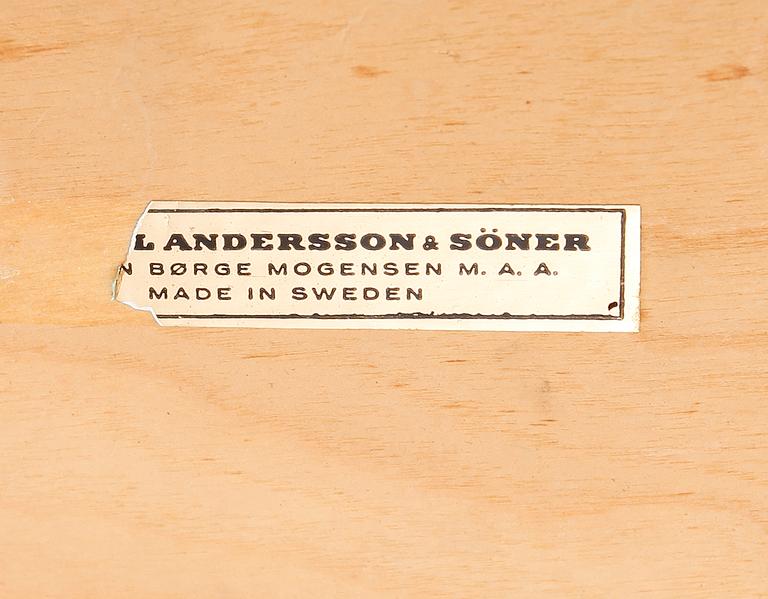 L ANDERSSON & SÖNER
N BØRGE MOGENSEN M. A. A.
MADE IN SWEDEN